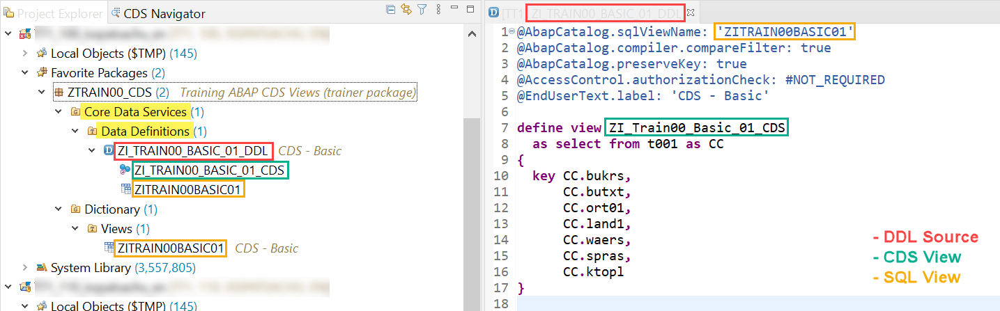 Project Explorer
CDS Navigator
Local Objects ($TMP) (145)
Favorite Packages (2)
ZTRAIN00_CDS (2) Training ABAP CDS Views (trainer package)
Core Data Services (1)
Data Definitions (1)
ZI_TRAIN00_BASIC_01_DDL CDS - Basic
ZI_TRAIN00_BASIC_01_CDS
ZITRAIN00BASIC01
Dictionary (1)
Views (1)
ZITRAIN00BASIC01 CDS - Basic
System Library (3,557,805)
Local Objects ($TMP) (145)
[TT1] ZI_TRAIN00_BASIC_01_DDL
1 @AbapCatalog.sqlViewName: 'ZITRAIN00BASIC01'
2 @AbapCatalog.compiler.compareFilter: true
3 @AbapCatalog.preserveKey: true
4 @AccessControl.authorizationCheck: #NOT_REQUIRED
5 @EndUserText.label: 'CDS - Basic'
6
7 define view ZI_Train00_Basic_01_CDS
8 as select from t001 as CC
9 {
10 key CC.bukrs,
11 CC.butxt,
12 CC.ort01,
13 CC.land1,
14 CC.waers,
15 CC.spras,
16 CC.ktopl
17 }
18
- DDL Source
- CDS View
- SQL View